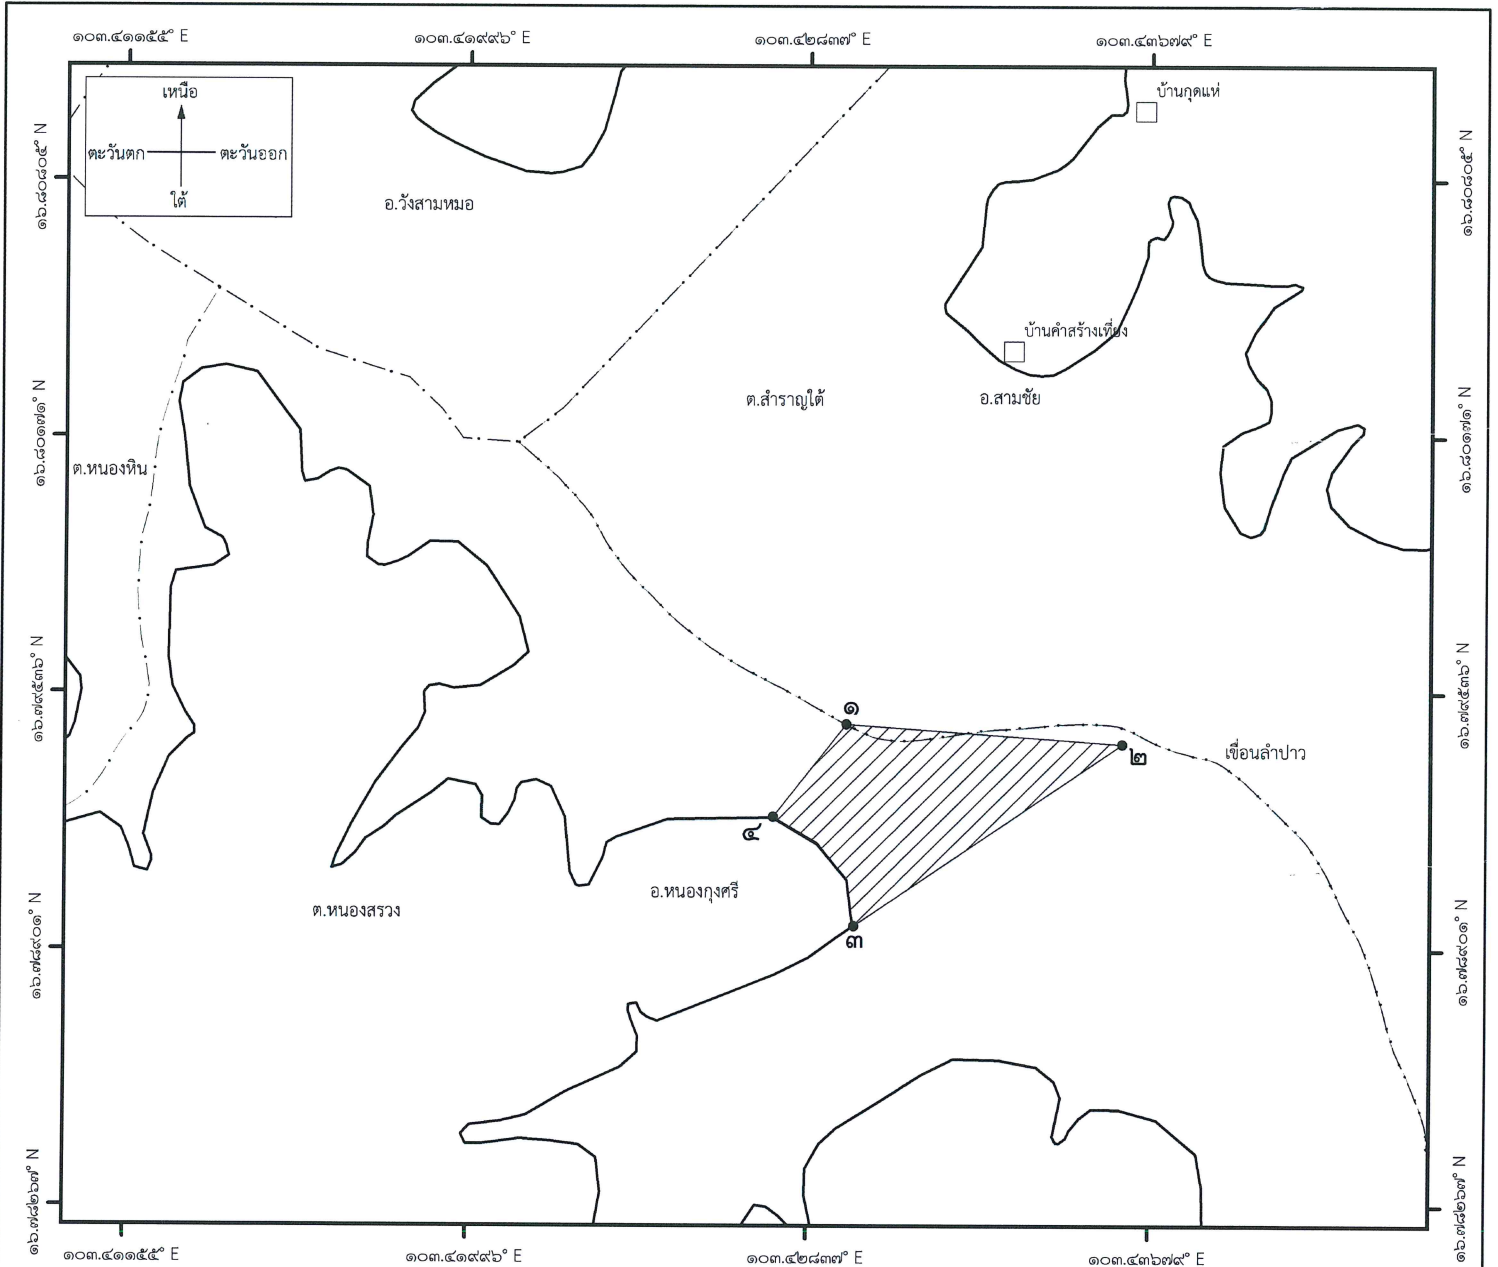 ๑๐๓.๔๑๑๕๕° E
๑๐๓.๔๑๙๙๖° E
๑๐๓.๔๒๘๓๗° E
๑๐๓.๔๓๖๗๙° E
เหนือ
ตะวันตก
ตะวันออก
ใต้
บ้านกุดแห่
๑๖.๘๐๘๐๕° N
๑๖.๘๐๘๐๕° N
อ.วังสามหมอ
บ้านคำสร้างเที่ยง
ต.สำราญใต้
อ.สามชัย
๑๖.๘๐๑๗๑° N
๑๖.๘๐๑๗๑° N
ต.หนองหิน
๑๖.๗๙๕๓๖° N
๑๖.๗๙๕๓๖° N
๑
๒
เขื่อนลำปาว
๔
อ.หนองกุงศรี
ต.หนองสรวง
๓
๑๖.๗๘๙๐๑° N
๑๖.๗๘๙๐๑° N
๑๖.๗๘๒๖๗° N
๑๖.๗๘๒๖๗° N
๑๐๓.๔๑๑๕๕° E
๑๐๓.๔๑๙๙๖° E
๑๐๓.๔๒๘๓๗° E
๑๐๓.๔๓๖๗๙° E